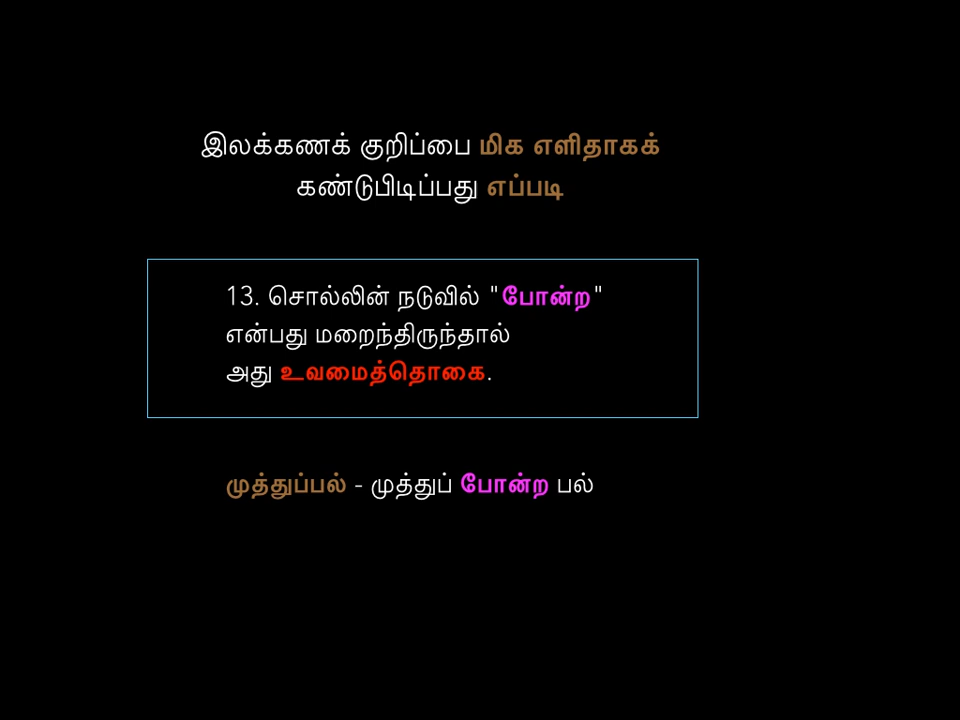 இலக்கணக் குறிப்பை மிக எளிதாகக்
கண்டுபிடிப்பது எப்படி
13. சொல்லின் நடுவில் "போன்ற"
என்பது மறைந்திருந்தால்
அது உவமைத்தொகை.
முத்துப்பல் - முத்துப் போன்ற பல்